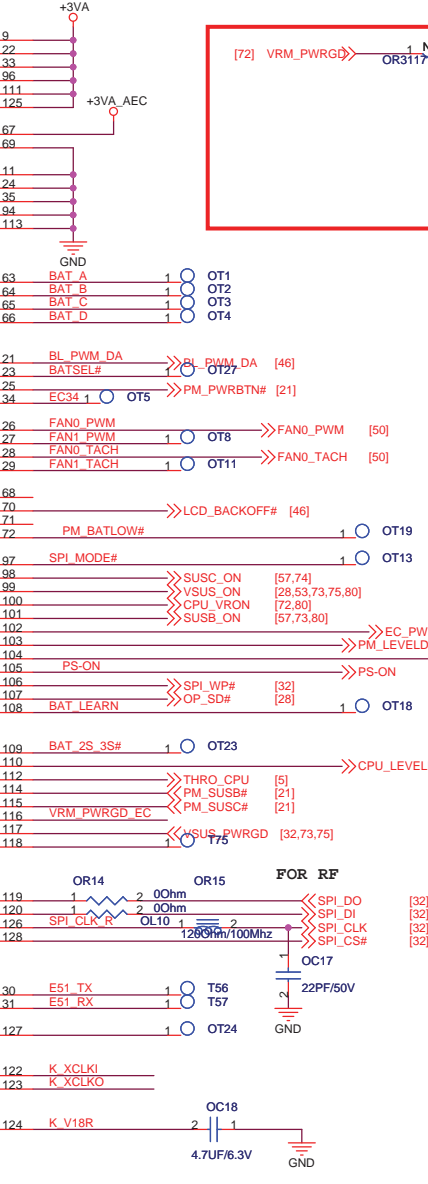 +3VA
9
22
33
96
111
125
[72] VRM_PWRGD 1
OR3117
+3VA_AEC
67
69
11
24
35
94
113
GND
63 BAT_A 1 OT1
64 BAT_B 1 OT2
65 BAT_C 1 OT3
66 BAT_D 1 OT4
21 BL_PWM_DA BL_PWM_DA [46]
23 BATSEL# 1 OT27
25 PM_PWRBTN# [21]
34 EC34 1 OT5
26 FAN0_PWM FAN0_PWM [50]
27 FAN1_PWM 1 OT8
28 FAN0_TACH FAN0_TACH [50]
29 FAN1_TACH 1 OT11
68
70 LCD_BACKOFF# [46]
71
72 PM_BATLOW# 1 OT19
97 SPI_MODE# 1 OT13
98 SUSC_ON [57,74]
99 VSUS_ON [28,53,73,75,80]
100 CPU_VRON [72,80]
101 SUSB_ON [57,73,80]
102 EC_PW
103 PM_LEVELD
104
105 PS-ON PS-ON
106 SPI_WP# [32]
107 OP_SD# [28]
108 BAT_LEARN 1 OT18
109 BAT_2S_3S# 1 OT23
110 CPU_LEVEL
112 THRO_CPU [5]
114 PM_SUSB# [21]
115 PM_SUSC# [21]
116 VRM_PWRGD_EC
117 VSUS_PWRGD [32,73,75]
118 1 T75
FOR RF
OR14 OR15
119 1 2 0Ohm SPI_DO [32]
120 1 2 0Ohm SPI_DI [32]
126 SPI_CLK_R OL10 1 2 SPI_CLK [32]
120Ohm/100Mhz
128 SPI_CS# [32]
1 OC17
2 22PF/50V
GND
30 E51_TX 1 T56
31 E51_RX 1 T57
127 1 OT24
122 K_XCLKI
123 K_XCLKO
OC18
124 K_V18R 2 1
4.7UF/6.3V
GND